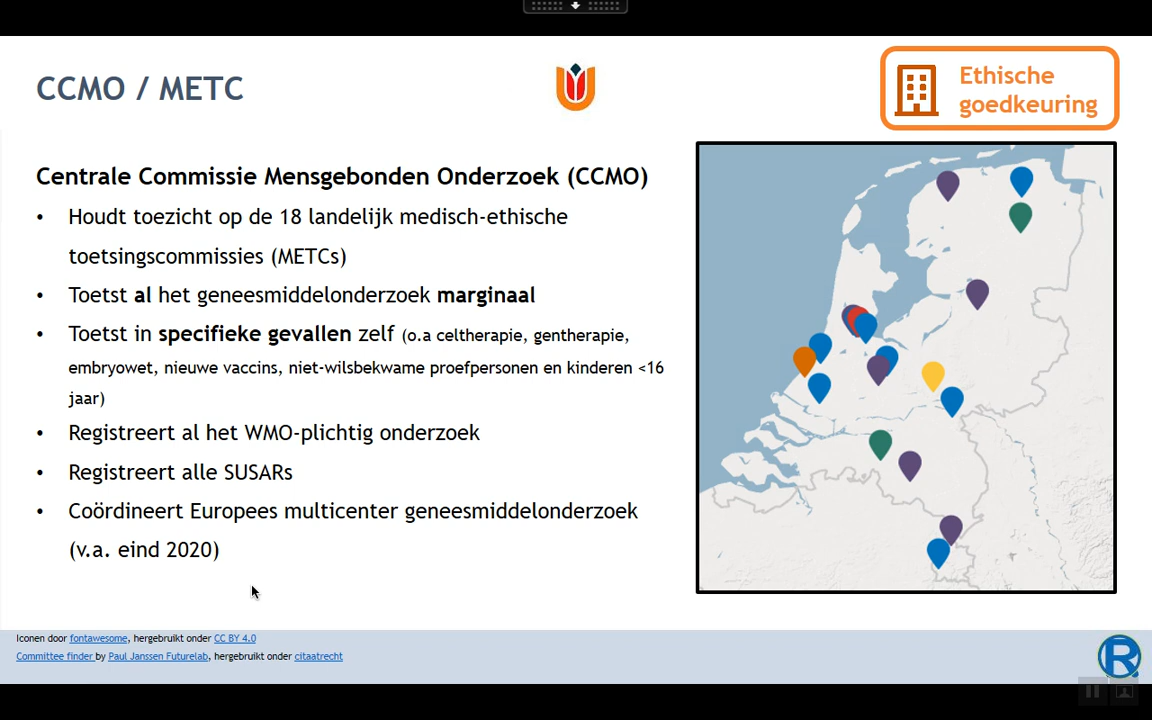 CCMO / METC
Ethische
goedkeuring
Centrale Commissie Mensgebonden Onderzoek (CCMO)
• Houdt toezicht op de 18 landelijk medisch-ethische
toetsingscommissies (METCs)
• Toetst al het geneesmiddelonderzoek marginaal
• Toetst in specifieke gevallen zelf (o.a celtherapie, gentherapie,
embryowet, nieuwe vaccins, niet-wilsbekwame proefpersonen en kinderen <16
jaar)
• Registreert al het WMO-plichtig onderzoek
• Registreert alle SUSARs
• Coördineert Europees multicenter geneesmiddelonderzoek
(v.a. eind 2020)
Iconen door fontawesome, hergebruikt onder CC BY 4.0
Committee finder by Paul Janssen Futurelab, hergebruikt onder citaatrecht
R